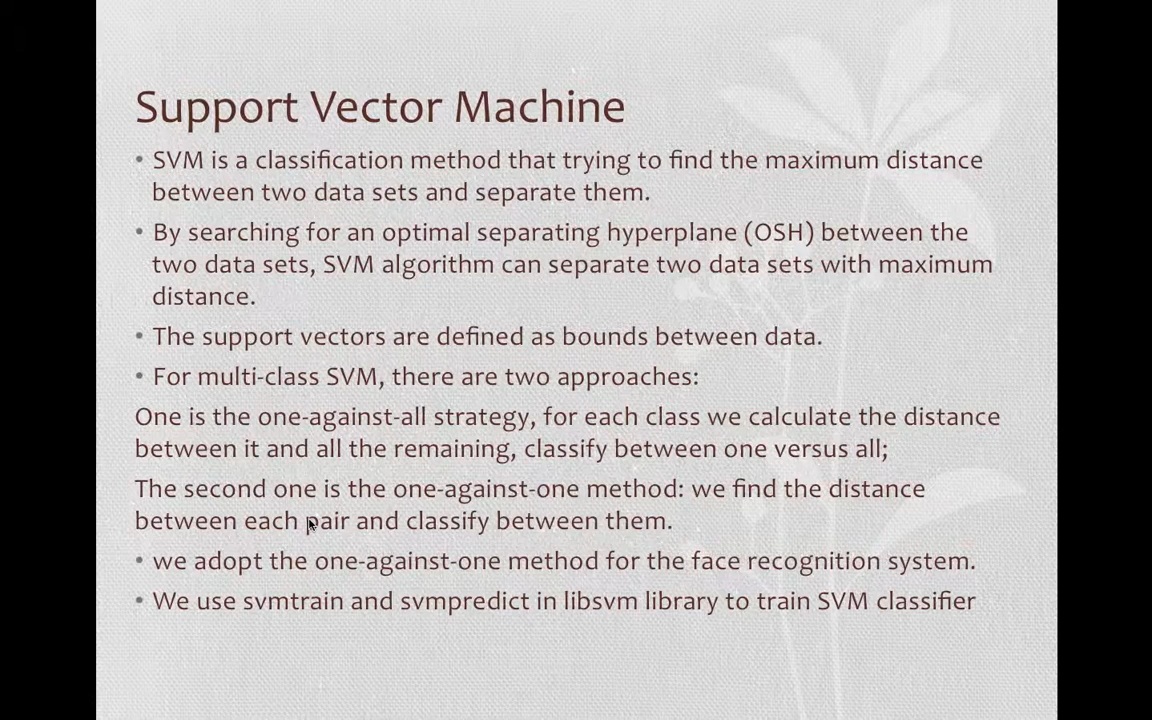 Support Vector Machine
• SVM is a classification method that trying to find the maximum distance
between two data sets and separate them.
• By searching for an optimal separating hyperplane (OSH) between the
two data sets, SVM algorithm can separate two data sets with maximum
distance.
• The support vectors are defined as bounds between data.
• For multi-class SVM, there are two approaches:
One is the one-against-all strategy, for each class we calculate the distance
between it and all the remaining, classify between one versus all;
The second one is the one-against-one method: we find the distance
between each pair and classify between them.
• we adopt the one-against-one method for the face recognition system.
• We use svmtrain and svmpredict in libsvm library to train SVM classifier